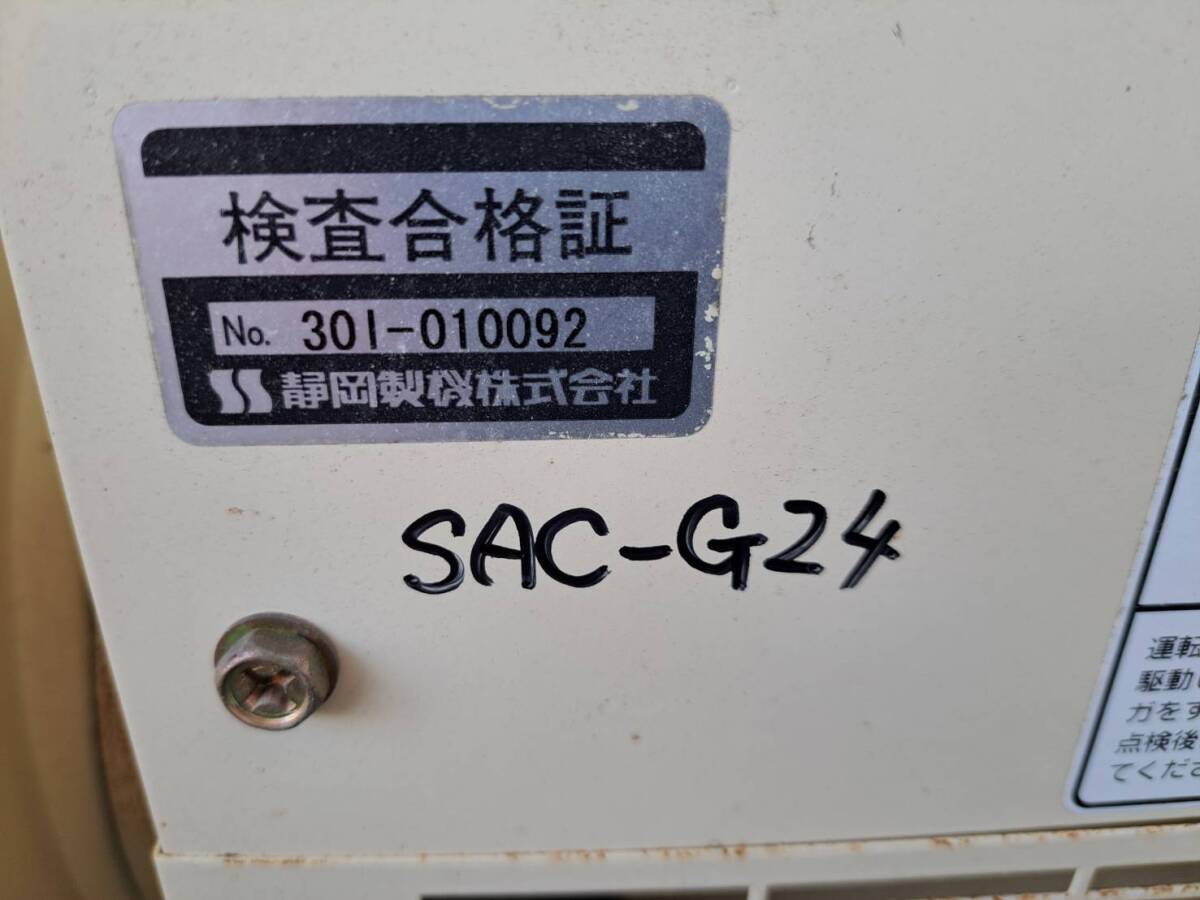 検査合格証
No. 301-010092
静岡製機株式会社
SAC-G24
運転
駆動
ガをす
点検後
てくださ